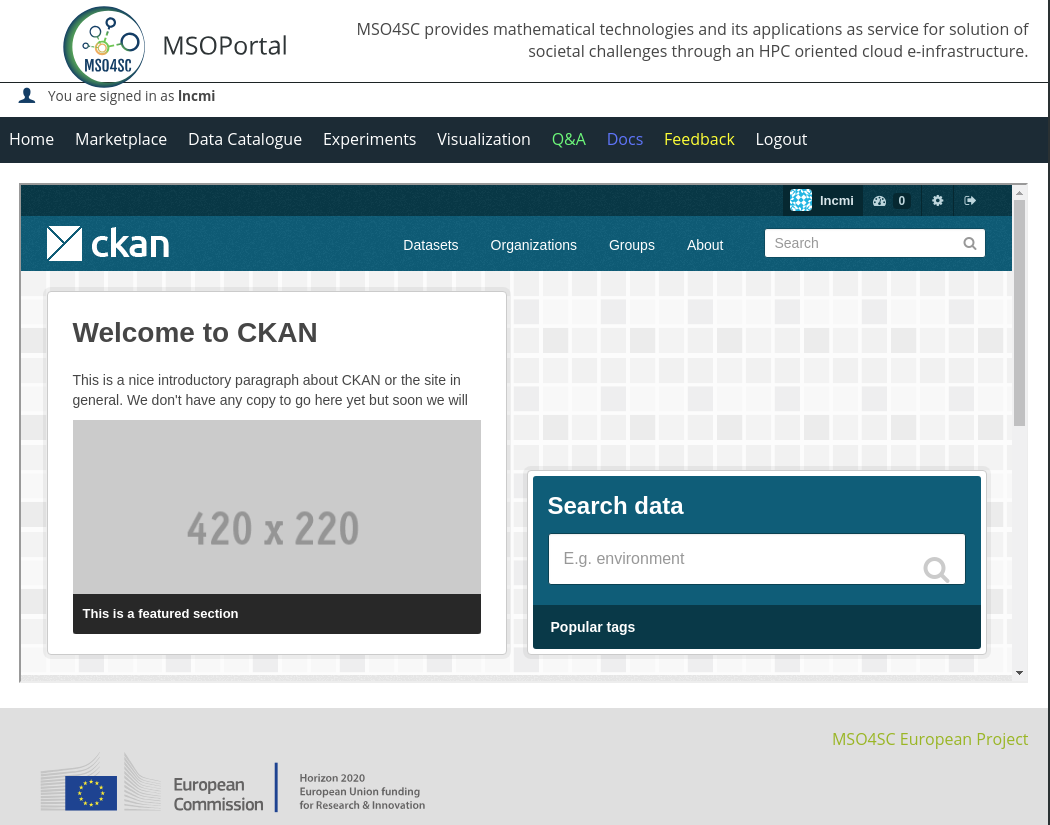 MSO4SC
MSOPortal
MSO4SC provides mathematical technologies and its applications as service for solution of
societal challenges through an HPC oriented cloud e-infrastructure.
You are signed in as lncmi
Home Marketplace Data Catalogue Experiments Visualization Q&A Docs Feedback Logout
lncmi 0
ckan Datasets Organizations Groups About Search
Welcome to CKAN
This is a nice introductory paragraph about CKAN or the site in
general. We don't have any copy to go here yet but soon we will
420 x 220
This is a featured section
Search data
E.g. environment
Popular tags
MSO4SC European Project
European
Commission
Horizon 2020
European Union funding
for Research & Innovation